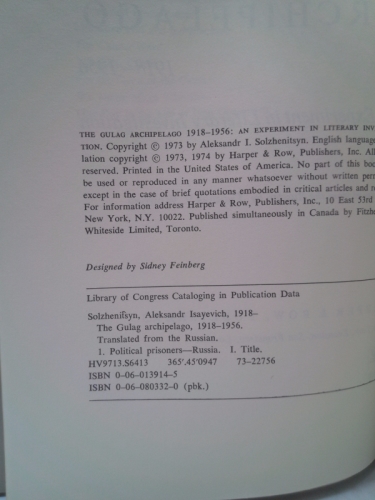 THE GULAG ARCHIPELAGO 1918–1956: AN EXPERIMENT IN LITERARY INV
TION. Copyright © 1973 by Aleksandr I. Solzhenitsyn. English language
lation copyright © 1973, 1974 by Harper & Row, Publishers, Inc. All
reserved. Printed in the United States of America. No part of this boo
be used or reproduced in any manner whatsoever without written per
except in the case of brief quotations embodied in critical articles and
For information address Harper & Row, Publishers, Inc., 10 East 53rd
New York, N.Y. 10022. Published simultaneously in Canada by Fitzhe
Whiteside Limited, Toronto.
Designed by Sidney Feinberg
Library of Congress Cataloging in Publication Data
Solzhenit͡syn, Aleksandr Isayevich, 1918–
The Gulag archipelago, 1918–1956.
Translated from the Russian.
1. Political prisoners—Russia. I. Title.
HV9713.S6413 365'.45'0947 73–22756
ISBN 0–06–013914–5
ISBN 0–06–080332–0 (pbk.)